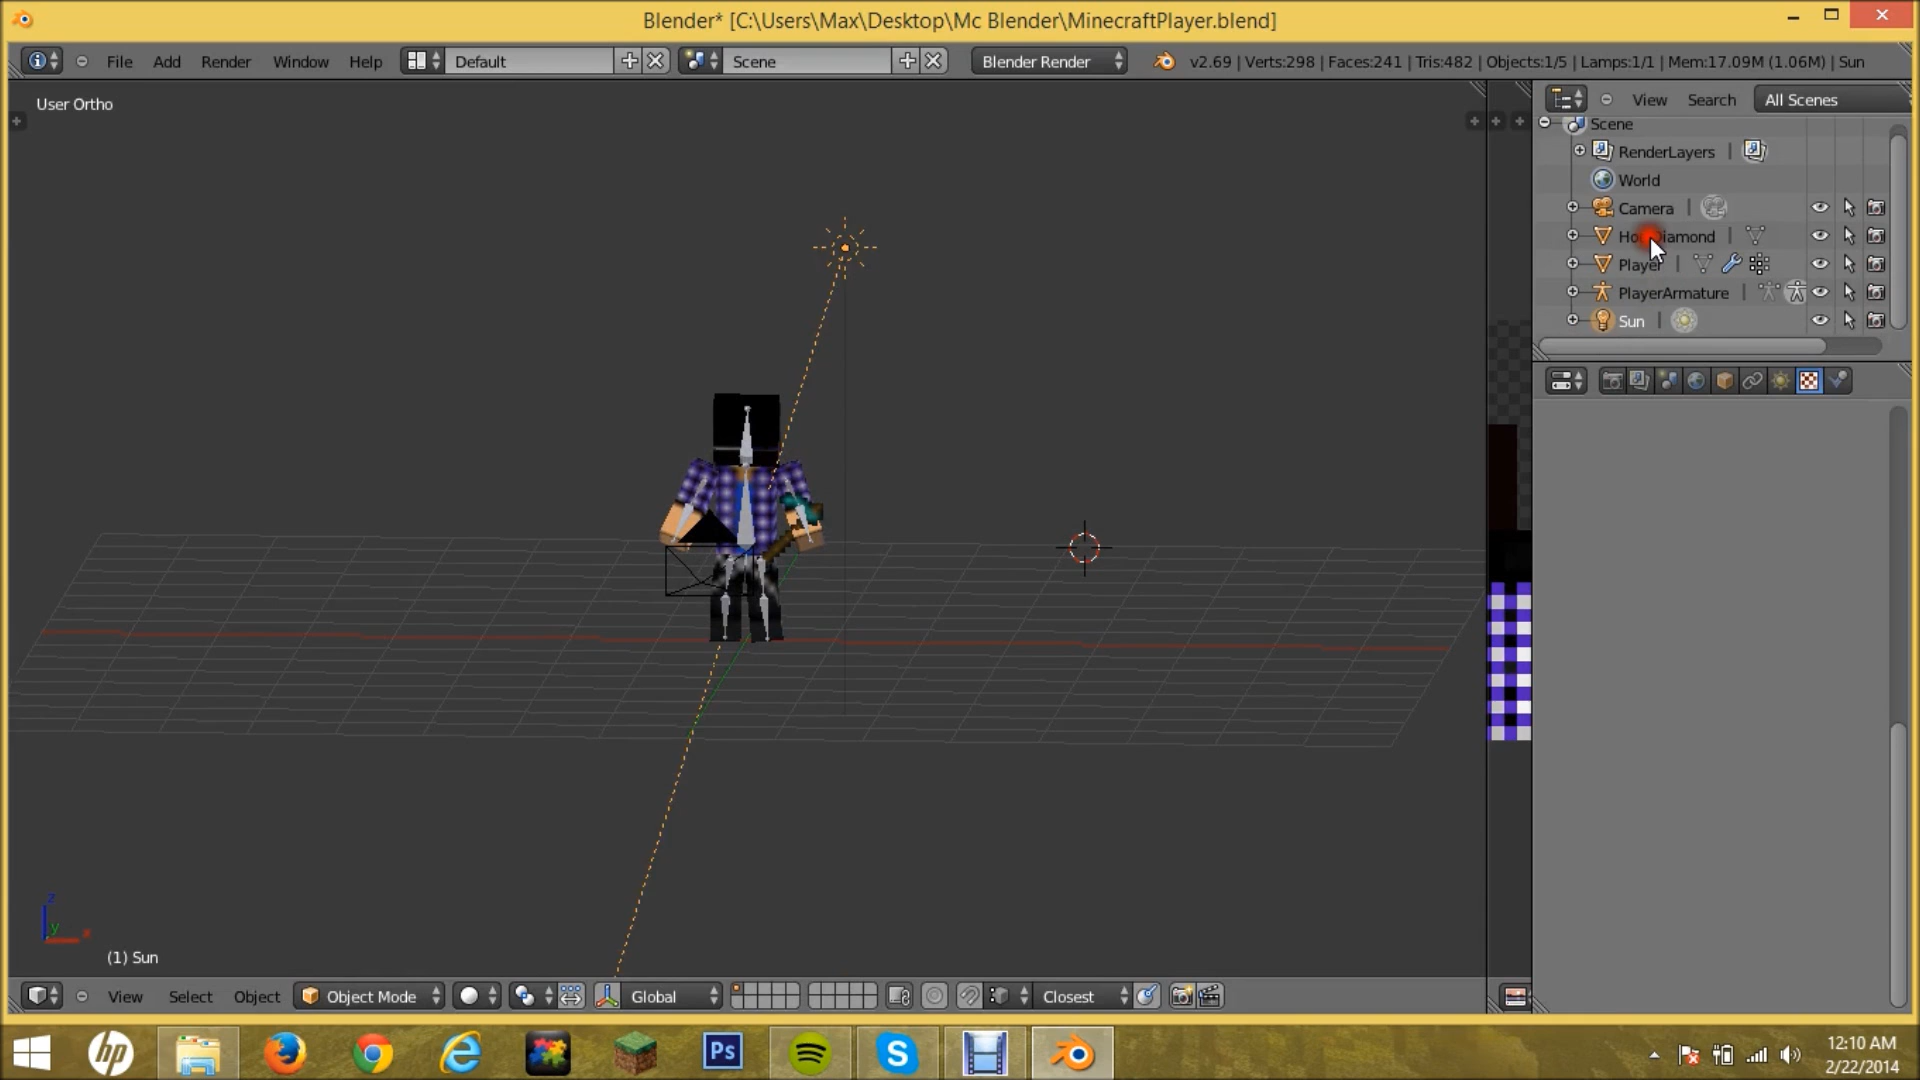 Blender* [C:\Users\Max\Desktop\Mc Blender\MinecraftPlayer.blend]
File Add Render Window Help Default Scene Blender Render v2.69 | Verts:298 | Faces:241 | Tris:482 | Objects:1/5 | Lamps:1/1 | Mem:17.09M (1.06M) | Sun
User Ortho
View Search All Scenes
Scene
RenderLayers
World
Camera
Player
PlayerArmature
Sun
z
y
x
(1) Sun
View Select Object Object Mode Global Closest
hp
Ps
S
12:10 AM
2/22/2014